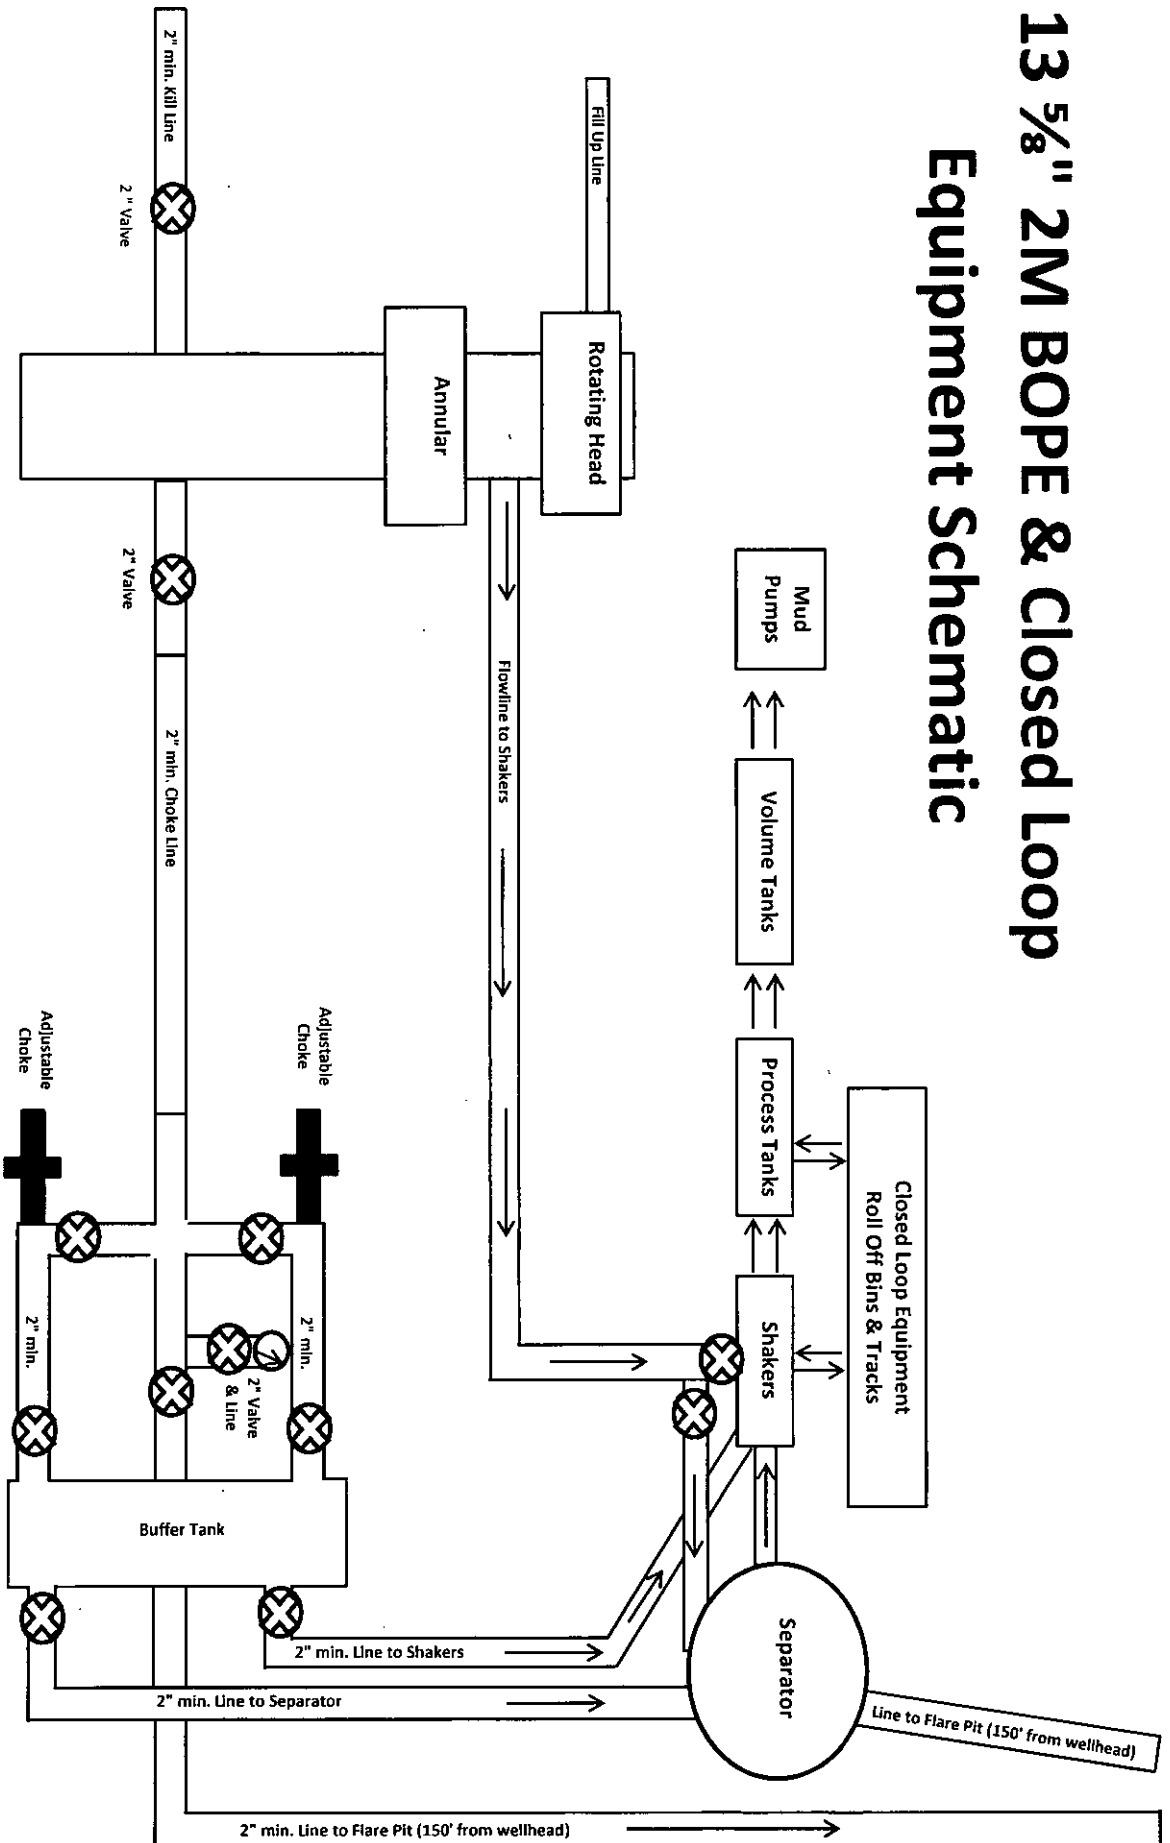 13 ⅝" 2M BOPE & Closed Loop
Equipment Schematic
Closed Loop Equipment
Roll Off Bins & Tracks
Mud
Pumps
Volume Tanks
Process Tanks
Shakers
Separator
Line to Flare Pit (150' from wellhead)
Fill Up Line
Rotating Head
Flowline to Shakers
Annular
2" min. Kill Line
2 " Valve
2" Valve
2" min. Choke Line
Adjustable
Choke
Adjustable
Choke
2" min.
2" Valve
& Line
2" min.
Buffer Tank
2" min. Line to Shakers
2" min. Line to Separator
2" min. Line to Flare Pit (150' from wellhead)